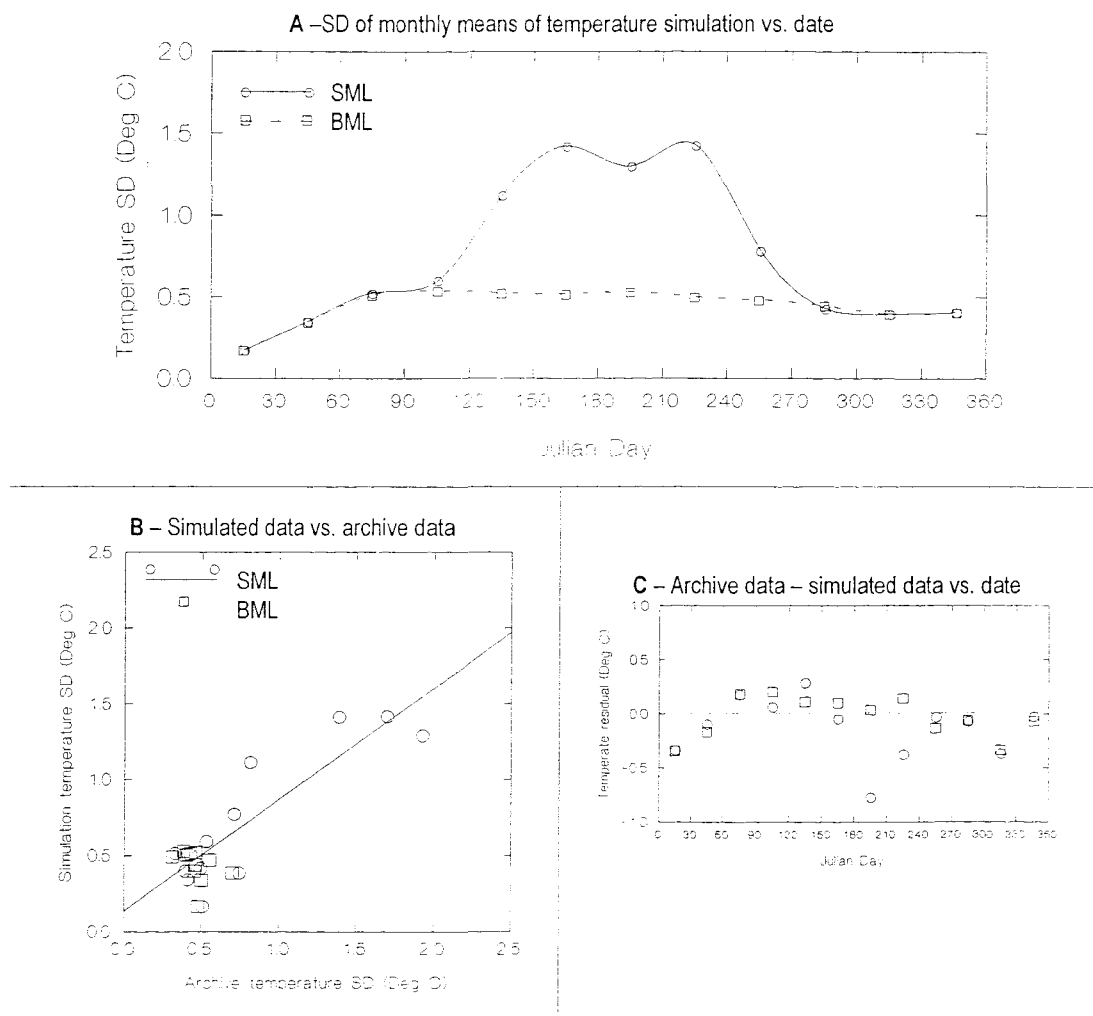 A –SD of monthly means of temperature simulation vs. date
2.0
1.5
1.0
0.5
0.0
Temperature SD (Deg C)
SML
BML
0 30 60 90 120 150 180 210 240 270 300 330 360
Julian Day
B – Simulated data vs. archive data
2.5
2.0
1.5
1.0
0.5
0.0
Simulation temperature SD (Deg C)
SML
BML
0.0 0.5 1.0 1.5 2.0 2.5
Archive temperature SD (Deg C)
C – Archive data – simulated data vs. date
1.0
0.5
0.0
-0.5
-1.0
Temperate residual (Deg C)
0 30 60 90 120 150 180 210 240 270 300 330 360
Julian Day